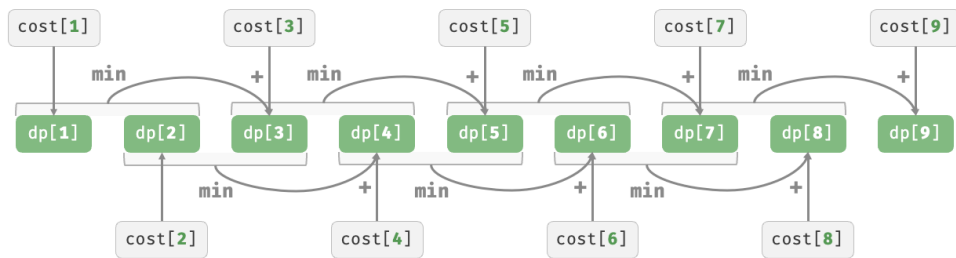 cost[1] cost[3] cost[5] cost[7] cost[9]
min + min + min + min +
dp[1] dp[2] dp[3] dp[4] dp[5] dp[6] dp[7] dp[8] dp[9]
min + min + min +
cost[2] cost[4] cost[6] cost[8]